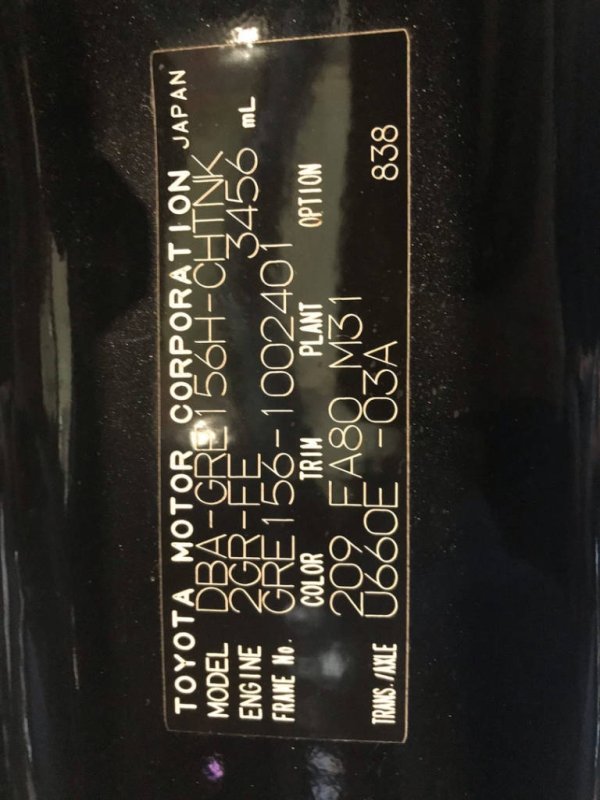 TOYOTA MOTOR CORPORATION JAPAN
MODEL DBA-GRE156H-CHTNK
ENGINE 2GR-FE 3456 mL
FRAME No. GRE156-1002401
COLOR TRIM PLANT OPTION
209 FA80 M31
TRANS./AXLE U660E -03A 838